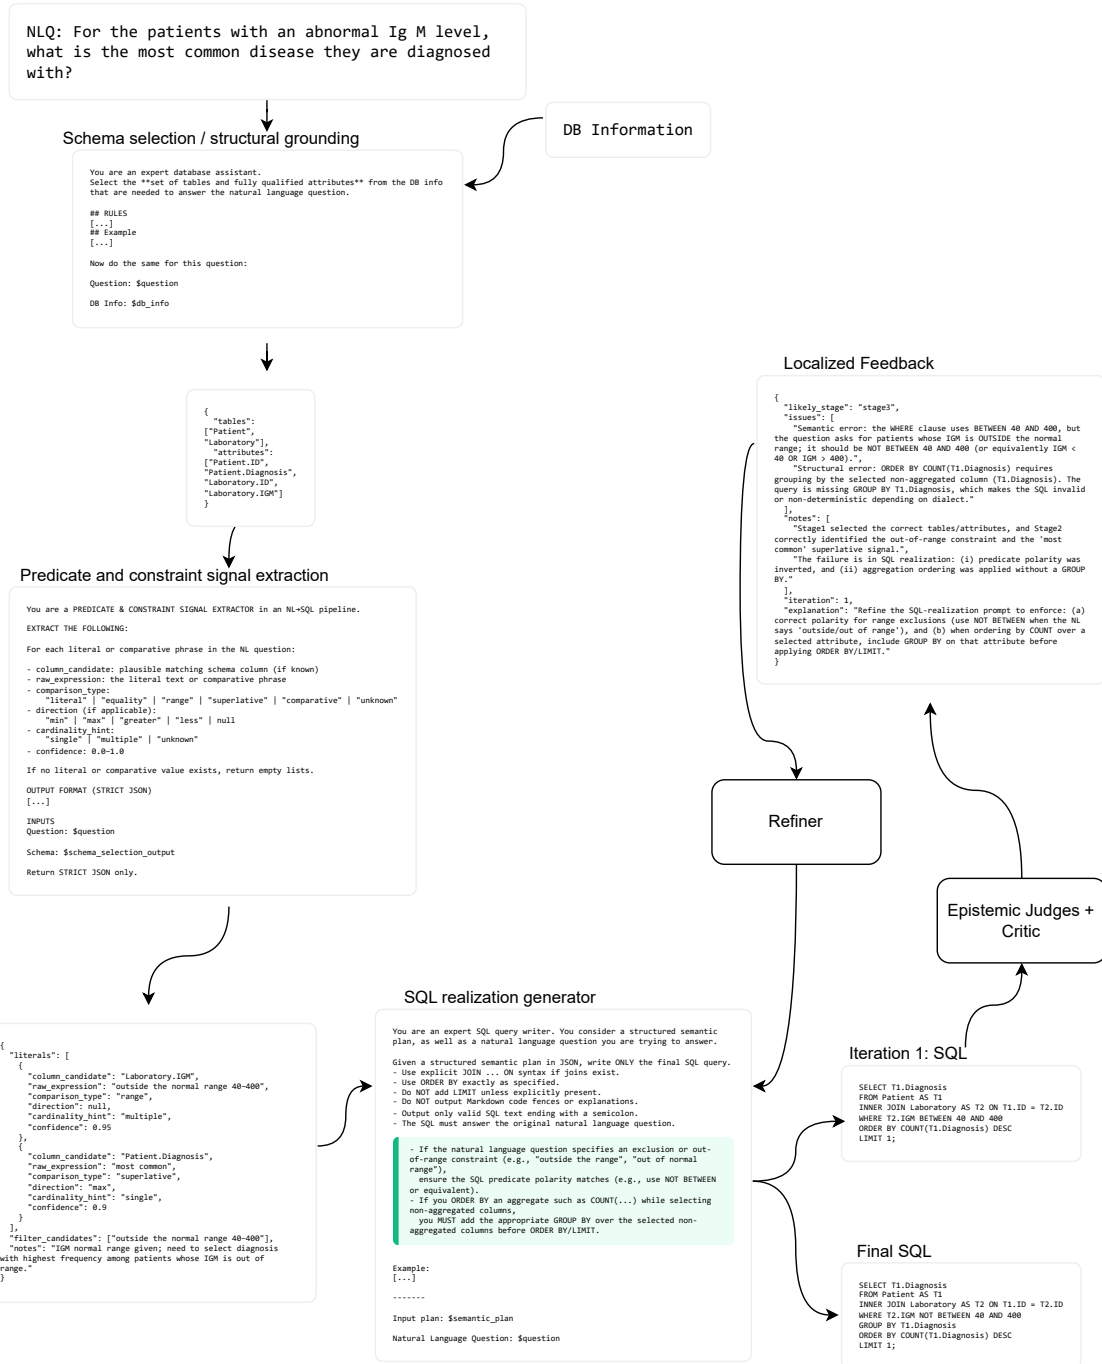 NLQ: For the patients with an abnormal Ig M level,
what is the most common disease they are diagnosed
with?
DB Information
Schema selection / structural grounding
You are an expert database assistant.
Select the **set of tables and fully qualified attributes** from the DB info
that are needed to answer the natural language question.
## RULES
[...]
## Example
[...]
Now do the same for this question:
Question: $question
DB Info: $db_info
{
"tables":
["Patient",
"Laboratory"],
"attributes":
["Patient.ID",
"Patient.Diagnosis",
"Laboratory.ID",
"Laboratory.IGM"]
}
Predicate and constraint signal extraction
You are a PREDICATE & CONSTRAINT SIGNAL EXTRACTOR in an NL→SQL pipeline.
EXTRACT THE FOLLOWING:
For each literal or comparative phrase in the NL question:
- column_candidate: plausible matching schema column (if known)
- raw_expression: the literal text or comparative phrase
- comparison_type:
"literal" | "equality" | "range" | "superlative" | "comparative" | "unknown"
- direction (if applicable):
"min" | "max" | "greater" | "less" | null
- cardinality_hint:
"single" | "multiple" | "unknown"
- confidence: 0.0–1.0
If no literal or comparative value exists, return empty lists.
OUTPUT FORMAT (STRICT JSON)
[...]
INPUTS
Question: $question
Schema: $schema_selection_output
Return STRICT JSON only.
{
"literals": [
{
"column_candidate": "Laboratory.IGM",
"raw_expression": "outside the normal range 40–400",
"comparison_type": "range",
"direction": null,
"cardinality_hint": "multiple",
"confidence": 0.95
},
{
"column_candidate": "Patient.Diagnosis",
"raw_expression": "most common",
"comparison_type": "superlative",
"direction": "max",
"cardinality_hint": "single",
"confidence": 0.9
}
],
"filter_candidates": ["outside the normal range 40–400"],
"notes": "IGM normal range given; need to select diagnosis
with highest frequency among patients whose IGM is out of
range."
}
SQL realization generator
You are an expert SQL query writer. You consider a structured semantic
plan, as well as a natural language question you are trying to answer.
Given a structured semantic plan in JSON, write ONLY the final SQL query.
- Use explicit JOIN ... ON syntax if joins exist.
- Use ORDER BY exactly as specified.
- Do NOT add LIMIT unless explicitly present.
- Do NOT output Markdown code fences or explanations.
- Output only valid SQL text ending with a semicolon.
- The SQL must answer the original natural language question.
- If the natural language question specifies an exclusion or out-
of-range constraint (e.g., "outside the range", "out of normal
range"),
ensure the SQL predicate polarity matches (e.g., use NOT BETWEEN
or equivalent).
- If you ORDER BY an aggregate such as COUNT(...) while selecting
non-aggregated columns,
you MUST add the appropriate GROUP BY over the selected non-
aggregated columns before ORDER BY/LIMIT.
Example:
[...]
-------
Input plan: $semantic_plan
Natural Language Question: $question
Localized Feedback
{
"likely_stage": "stage3",
"issues": [
"Semantic error: the WHERE clause uses BETWEEN 40 AND 400, but
the question asks for patients whose IGM is OUTSIDE the normal
range; it should be NOT BETWEEN 40 AND 400 (or equivalently IGM <
40 OR IGM > 400).",
"Structural error: ORDER BY COUNT(T1.Diagnosis) requires
grouping by the selected non-aggregated column (T1.Diagnosis). The
query is missing GROUP BY T1.Diagnosis, which makes the SQL invalid
or non-deterministic depending on dialect."
],
"notes": [
"Stage1 selected the correct tables/attributes, and Stage2
correctly identified the out-of-range constraint and the 'most
common' superlative signal.",
"The failure is in SQL realization: (i) predicate polarity was
inverted, and (ii) aggregation ordering was applied without a GROUP
BY."
],
"iteration": 1,
"explanation": "Refine the SQL-realization prompt to enforce: (a)
correct polarity for range exclusions (use NOT BETWEEN when the NL
says 'outside/out of range'), and (b) when ordering by COUNT over a
selected attribute, include GROUP BY on that attribute before
applying ORDER BY/LIMIT."
}
Refiner
Epistemic Judges +
Critic
Iteration 1: SQL
SELECT T1.Diagnosis
FROM Patient AS T1
INNER JOIN Laboratory AS T2 ON T1.ID = T2.ID
WHERE T2.IGM BETWEEN 40 AND 400
ORDER BY COUNT(T1.Diagnosis) DESC
LIMIT 1;
Final SQL
SELECT T1.Diagnosis
FROM Patient AS T1
INNER JOIN Laboratory AS T2 ON T1.ID = T2.ID
WHERE T2.IGM NOT BETWEEN 40 AND 400
GROUP BY T1.Diagnosis
ORDER BY COUNT(T1.Diagnosis) DESC
LIMIT 1;